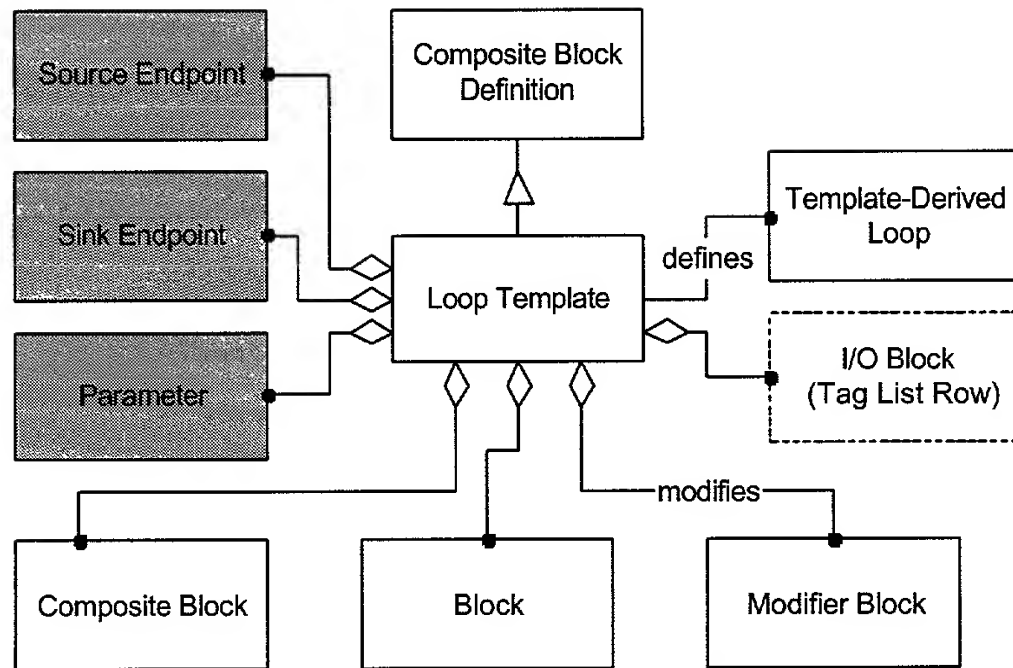 Source Endpoint
Composite Block
Definition
Sink Endpoint
Template-Derived
Loop
defines
Loop Template
I/O Block
(Tag List Row)
Parameter
modifies
Composite Block
Block
Modifier Block